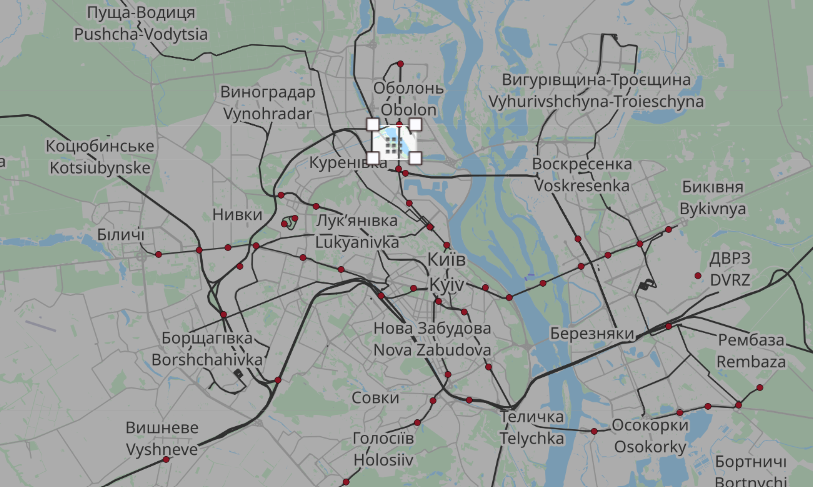 Пуща-Водиця
Pushcha-Vodytsia
Оболонь
Obolon
Виноградар
Vynohradar
Вигурівщина-Троєщина
Vyhurivshchyna-Troieschyna
Коцюбинське
Kotsiubynske
а
Куренівка
Воскресенка
Voskresenka
Биківня
Bykivnya
Нивки
Лук'янівка
Lukyanivka
Біличі
Київ
Kyiv
ДВРЗ
DVRZ
Нова Забудова
Nova Zabudova
Борщагівка
Borshchahivka
Березняки
Рембаза
Rembaza
Совки
Теличка
Telychka
Вишневе
Vyshneve
Голосіїв
Holosiiv
Осокорки
Osokorky
Бортничі
Bortnychi